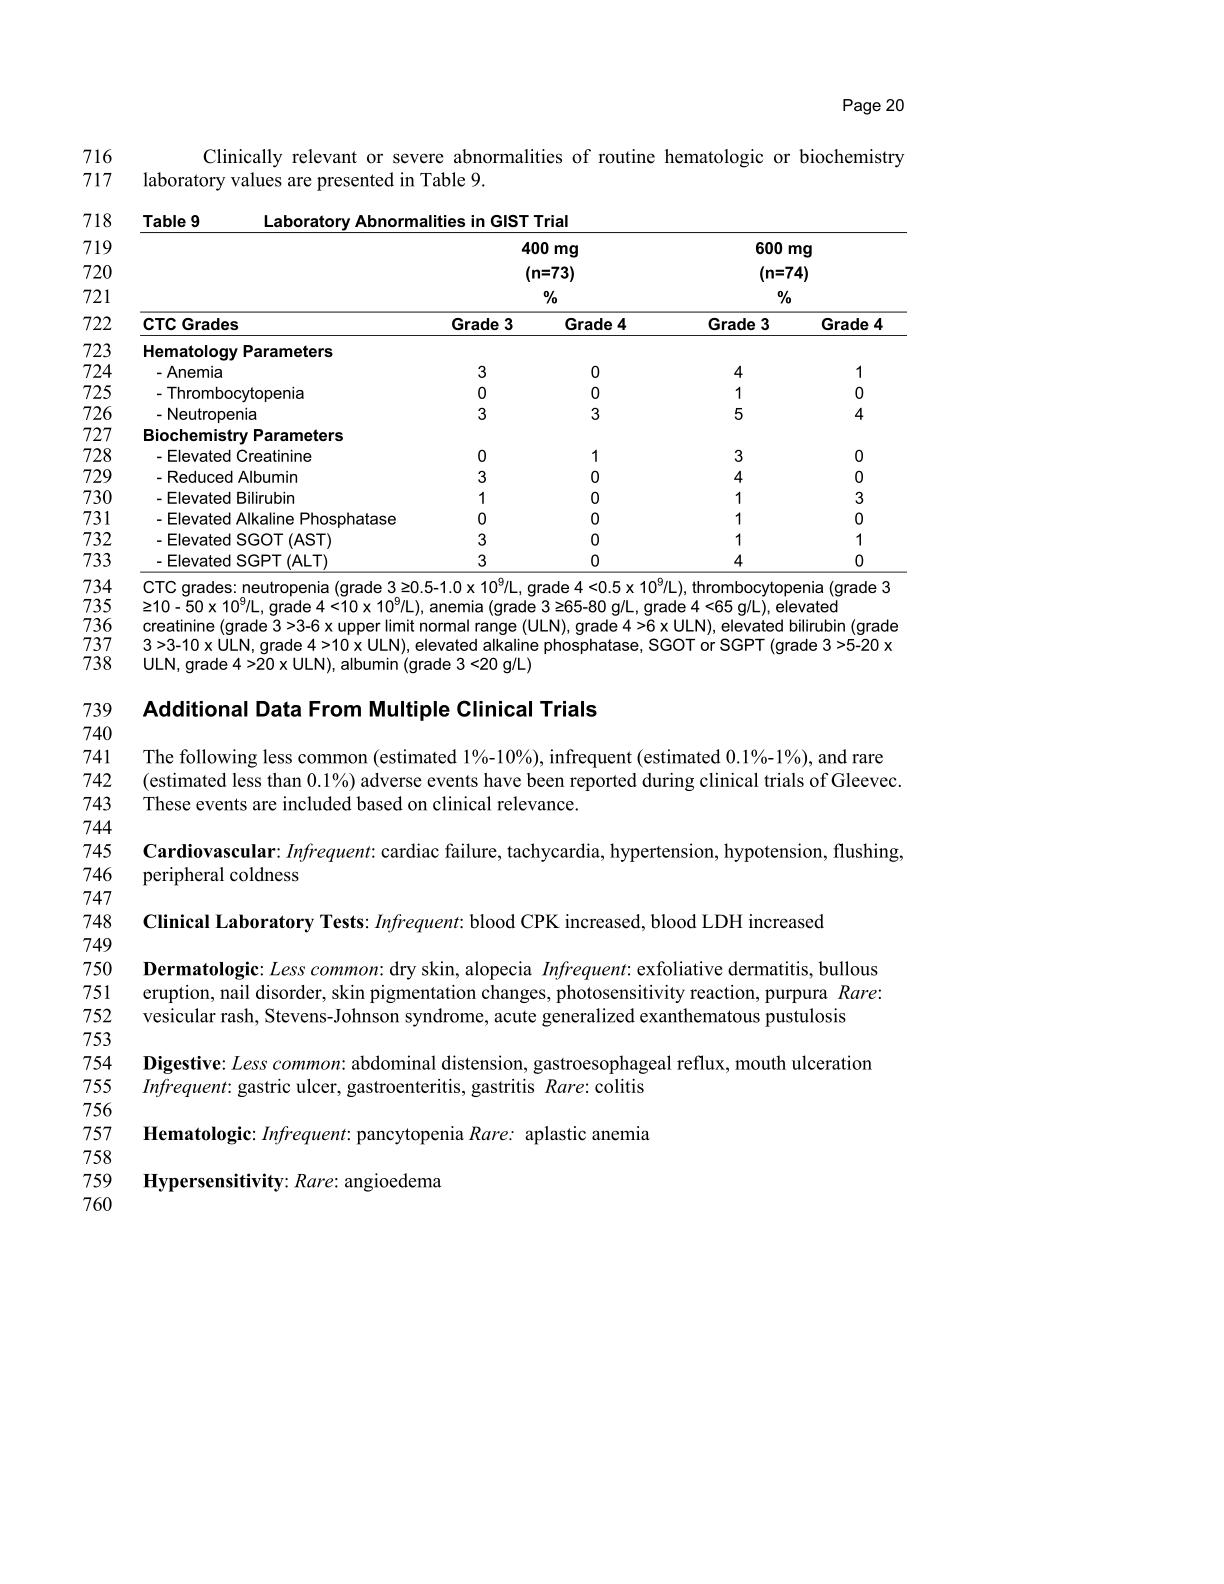 Page 20
716 Clinically relevant or severe abnormalities of routine hematologic or biochemistry
717 laboratory values are presented in Table 9.
718 Table 9 Laboratory Abnormalities in GIST Trial
719 400 mg 600 mg
720 (n=73) (n=74)
721 % %
722 CTC Grades Grade 3 Grade 4 Grade 3 Grade 4
723 Hematology Parameters
724 - Anemia 3 0 4 1
725 - Thrombocytopenia 0 0 1 0
726 - Neutropenia 3 3 5 4
727 Biochemistry Parameters
728 - Elevated Creatinine 0 1 3 0
729 - Reduced Albumin 3 0 4 0
730 - Elevated Bilirubin 1 0 1 3
731 - Elevated Alkaline Phosphatase 0 0 1 0
732 - Elevated SGOT (AST) 3 0 1 1
733 - Elevated SGPT (ALT) 3 0 4 0
734 CTC grades: neutropenia (grade 3 ≥0.5-1.0 x 10⁹/L, grade 4 <0.5 x 10⁹/L), thrombocytopenia (grade 3
735 ≥10 - 50 x 10⁹/L, grade 4 <10 x 10⁹/L), anemia (grade 3 ≥65-80 g/L, grade 4 <65 g/L), elevated
736 creatinine (grade 3 >3-6 x upper limit normal range (ULN), grade 4 >6 x ULN), elevated bilirubin (grade
737 3 >3-10 x ULN, grade 4 >10 x ULN), elevated alkaline phosphatase, SGOT or SGPT (grade 3 >5-20 x
738 ULN, grade 4 >20 x ULN), albumin (grade 3 <20 g/L)
739 Additional Data From Multiple Clinical Trials
740
741 The following less common (estimated 1%-10%), infrequent (estimated 0.1%-1%), and rare
742 (estimated less than 0.1%) adverse events have been reported during clinical trials of Gleevec.
743 These events are included based on clinical relevance.
744
745 Cardiovascular: Infrequent: cardiac failure, tachycardia, hypertension, hypotension, flushing,
746 peripheral coldness
747
748 Clinical Laboratory Tests: Infrequent: blood CPK increased, blood LDH increased
749
750 Dermatologic: Less common: dry skin, alopecia Infrequent: exfoliative dermatitis, bullous
751 eruption, nail disorder, skin pigmentation changes, photosensitivity reaction, purpura Rare:
752 vesicular rash, Stevens-Johnson syndrome, acute generalized exanthematous pustulosis
753
754 Digestive: Less common: abdominal distension, gastroesophageal reflux, mouth ulceration
755 Infrequent: gastric ulcer, gastroenteritis, gastritis Rare: colitis
756
757 Hematologic: Infrequent: pancytopenia Rare: aplastic anemia
758
759 Hypersensitivity: Rare: angioedema
760